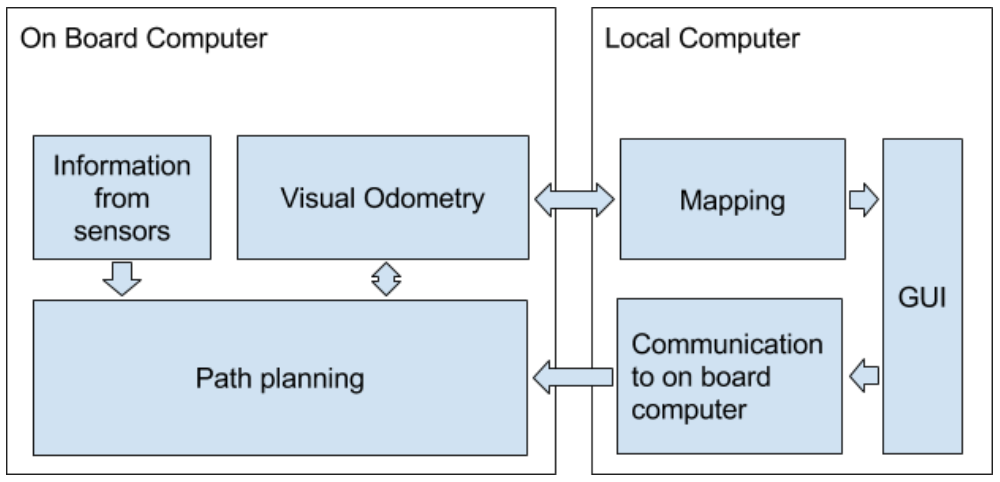 On Board Computer
Information
from
sensors
Visual Odometry
Path planning
Local Computer
Mapping
GUI
Communication
to on board
computer